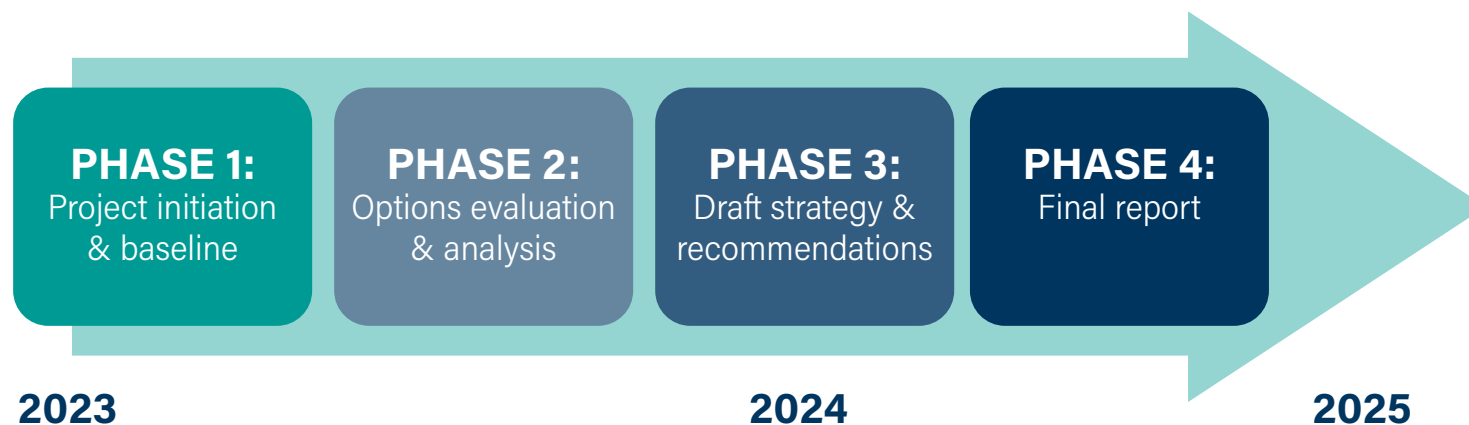 PHASE 1:
Project initiation
& baseline
PHASE 2:
Options evaluation
& analysis
PHASE 3:
Draft strategy &
recommendations
PHASE 4:
Final report
2023
2024
2025